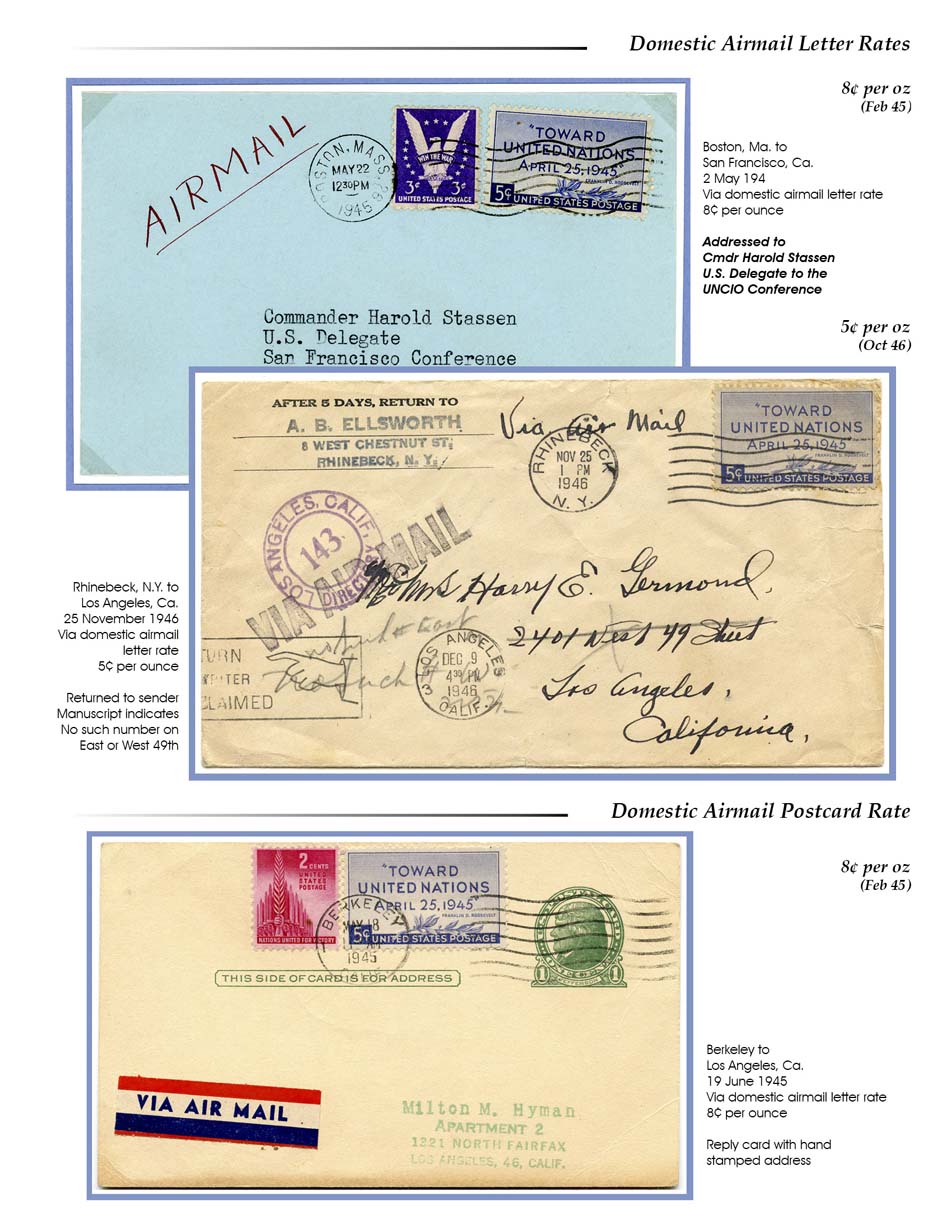 Domestic Airmail Letter Rates
8¢ per oz
(Feb 45)
AIRMAIL
BOSTON, MASS.
MAY 22
12 30 PM
1945
WIN THE WAR
3¢ 3¢
UNITED STATES POSTAGE
"TOWARD
UNITED NATIONS
APRIL 25, 1945"
FRANKLIN D. ROOSEVELT
5¢ UNITED STATES POSTAGE
Boston, Ma. to
San Francisco, Ca.
2 May 194
Via domestic airmail letter rate
8¢ per ounce
Addressed to
Cmdr Harold Stassen
U.S. Delegate to the
UNCIO Conference
Commander Harold Stassen
U.S. Delegate
San Francisco Conference
5¢ per oz
(Oct 46)
AFTER 5 DAYS, RETURN TO
A. B. ELLSWORTH
8 WEST CHESTNUT ST;
RHINEBECK, N. Y.
Via Air Mail
RHINEBECK
NOV 25
1 PM
1946
N. Y.
"TOWARD
UNITED NATIONS
APRIL 25, 1945"
FRANKLIN D. ROOSEVELT
5¢ UNITED STATES POSTAGE
LOS ANGELES, CALIF.
143
DIRECT
VIA AIR MAIL
Harry E. Germond
2401 West 49 Street
Los Angeles,
California,
LOS ANGELES
DEC 9
4 30 PM
1946
CALIF.
3
TURN
LAIMED
Rhinebeck, N.Y. to
Los Angeles, Ca.
25 November 1946
Via domestic airmail
letter rate
5¢ per ounce
Returned to sender
Manuscript indicates
No such number on
East or West 49th
Domestic Airmail Postcard Rate
8¢ per oz
(Feb 45)
2 CENTS
UNITED
STATES
POSTAGE
NATIONS UNITED FOR VICTORY
"TOWARD
UNITED NATIONS
APRIL 25, 1945"
FRANKLIN D. ROOSEVELT
5¢ UNITED STATES POSTAGE
BERKELEY
1945
1 1
JEFFERSON
THIS SIDE OF CARD IS FOR ADDRESS
VIA AIR MAIL
Milton M. Hyman
APARTMENT 2
1321 NORTH FAIRFAX
LOS ANGELES, 46, CALIF.
Berkeley to
Los Angeles, Ca.
19 June 1945
Via domestic airmail letter rate
8¢ per ounce
Reply card with hand
stamped address